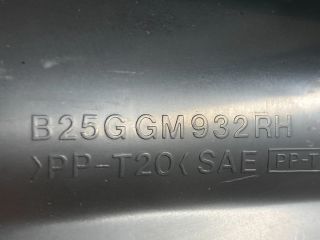 B25G GM932RH
>PP-T20< SAE PP-T